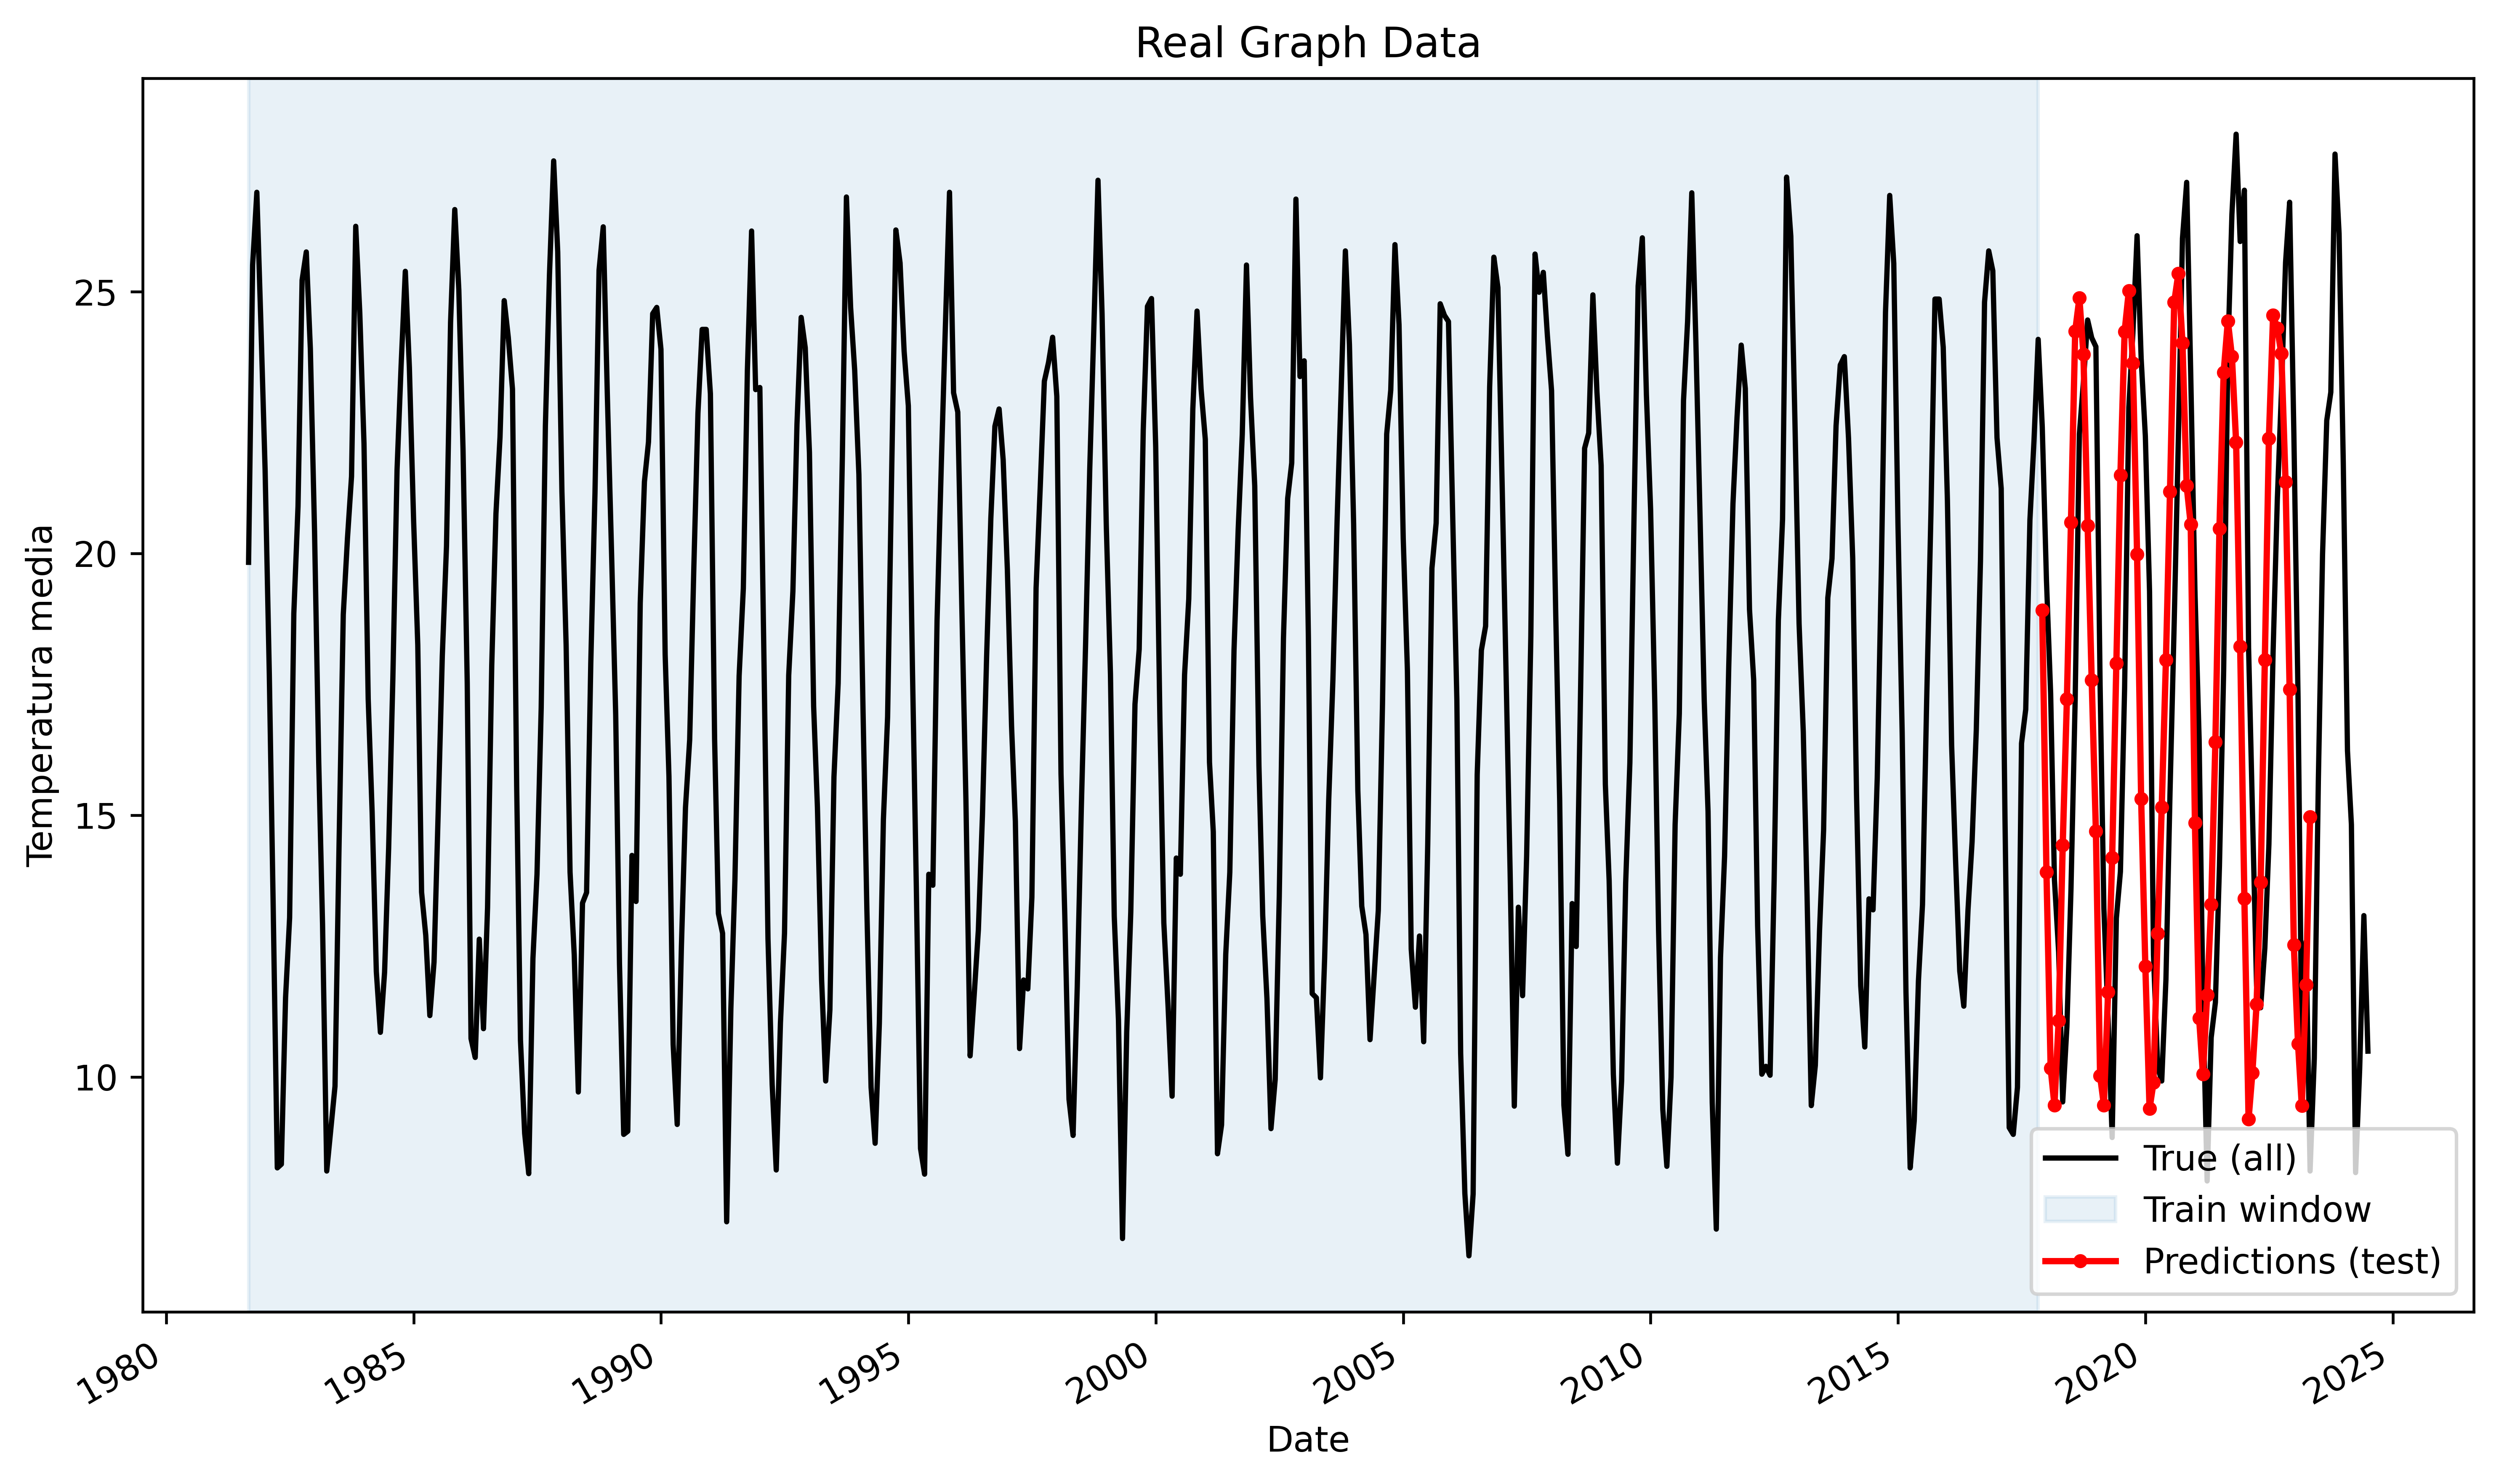 Real Graph Data
Temperatura media
25
20
15
10
1980
1985
1990
1995
2000
2005
2010
2015
2020
2025
Date
True (all)
Train window
Predictions (test)